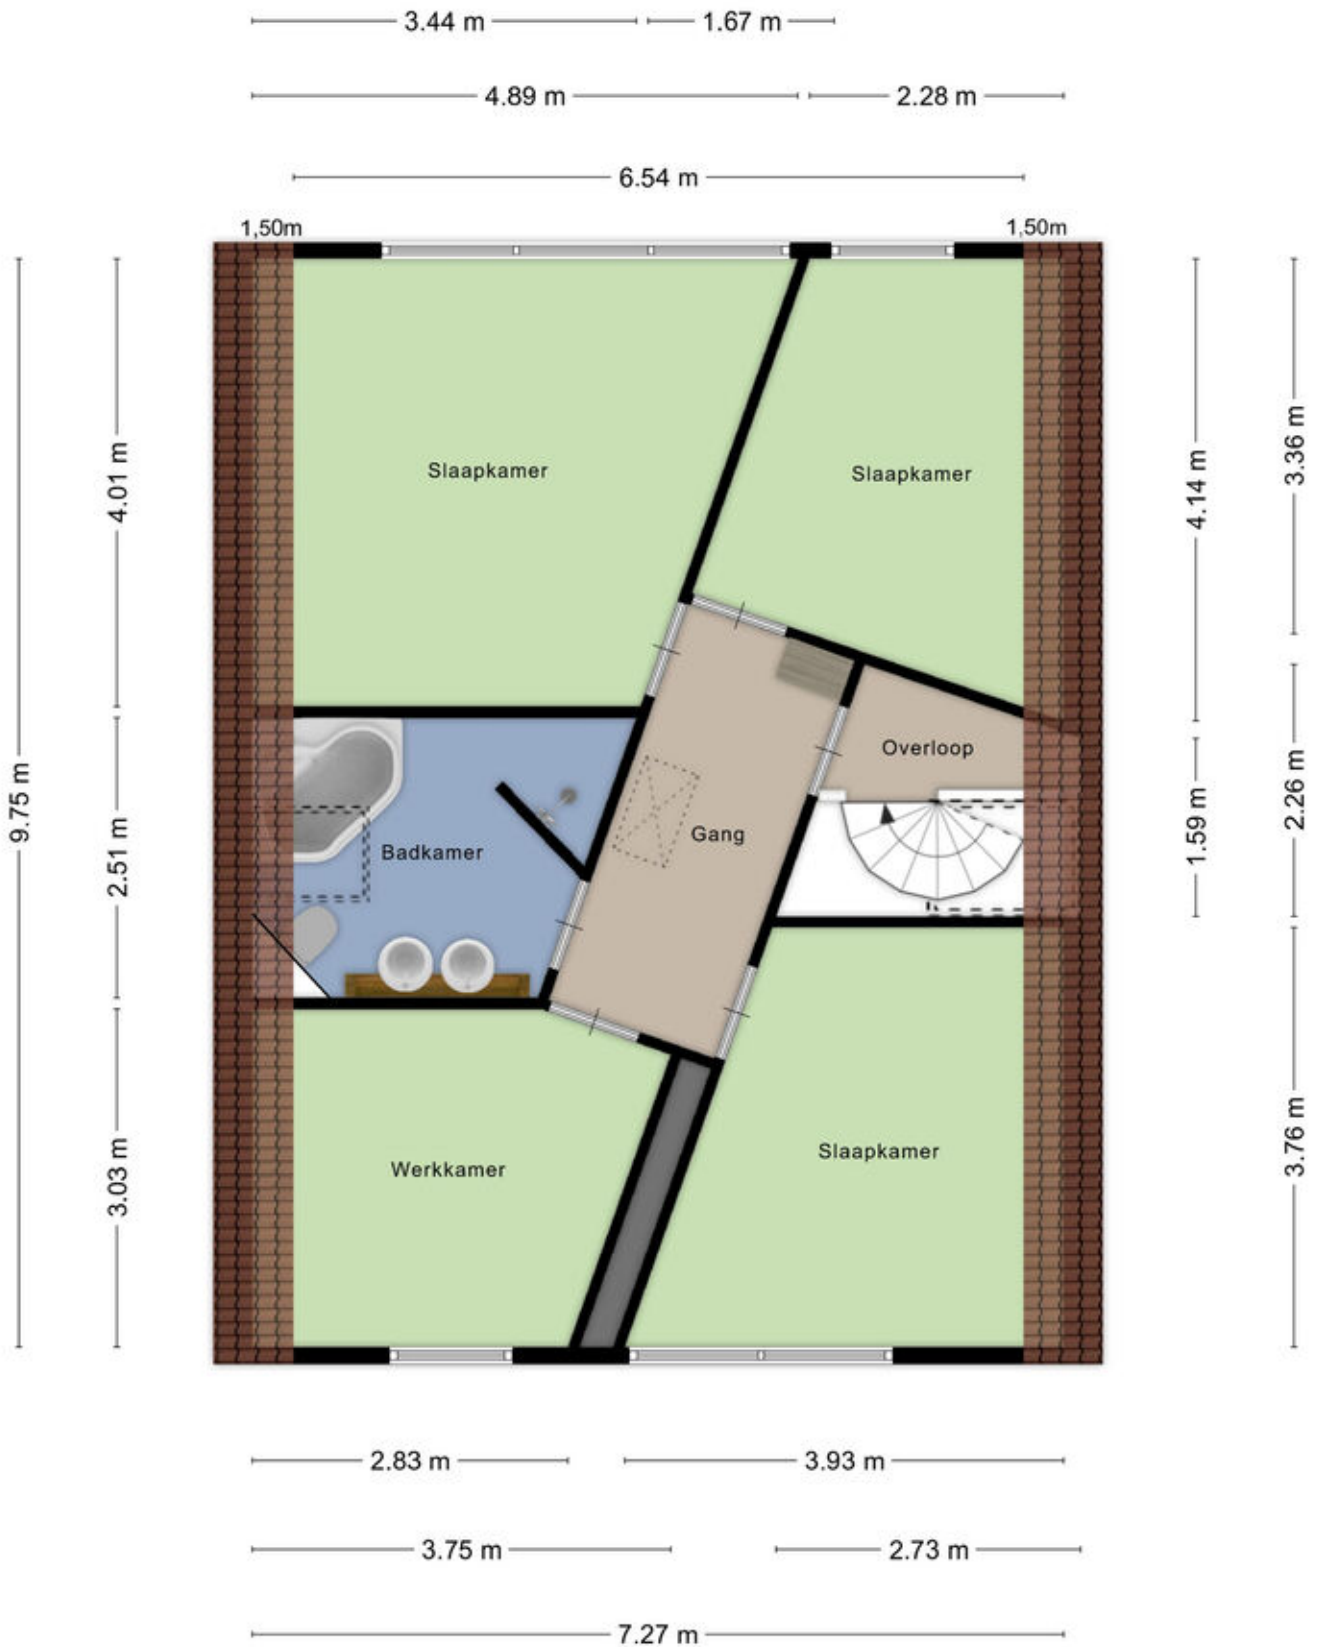 3.44 m
1.67 m
4.89 m
2.28 m
6.54 m
1,50m
1,50m
9.75 m
4.01 m
2.51 m
3.03 m
4.14 m
1.59 m
3.36 m
2.26 m
3.76 m
Slaapkamer
Slaapkamer
Overloop
Gang
Badkamer
Slaapkamer
Werkkamer
2.83 m
3.93 m
3.75 m
2.73 m
7.27 m